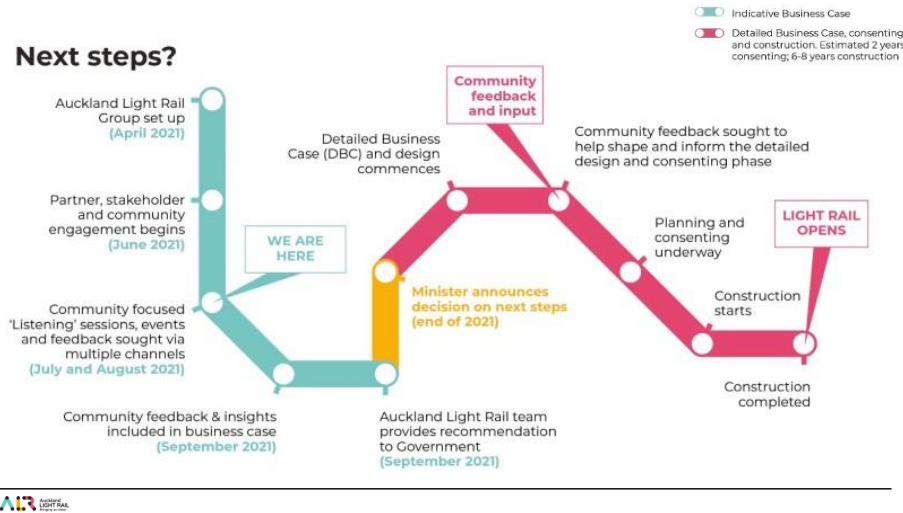 Indicative Business Case
Detailed Business Case, consenting
and construction. Estimated 2 years
consenting; 6-8 years construction
Next steps?
Auckland Light Rail
Group set up
(April 2021)
Partner, stakeholder
and community
engagement begins
(June 2021)
WE ARE
HERE
Community focused
'Listening' sessions, events
and feedback sought via
multiple channels
(July and August 2021)
Community feedback & insights
included in business case
(September 2021)
Auckland Light Rail team
provides recommendation
to Government
(September 2021)
Minister announces
decision on next steps
(end of 2021)
Detailed Business
Case (DBC) and design
commences
Community
feedback
and input
Community feedback sought to
help shape and inform the detailed
design and consenting phase
Planning and
consenting
underway
Construction
starts
LIGHT RAIL
OPENS
Construction
completed
ALR
Auckland
LIGHT RAIL